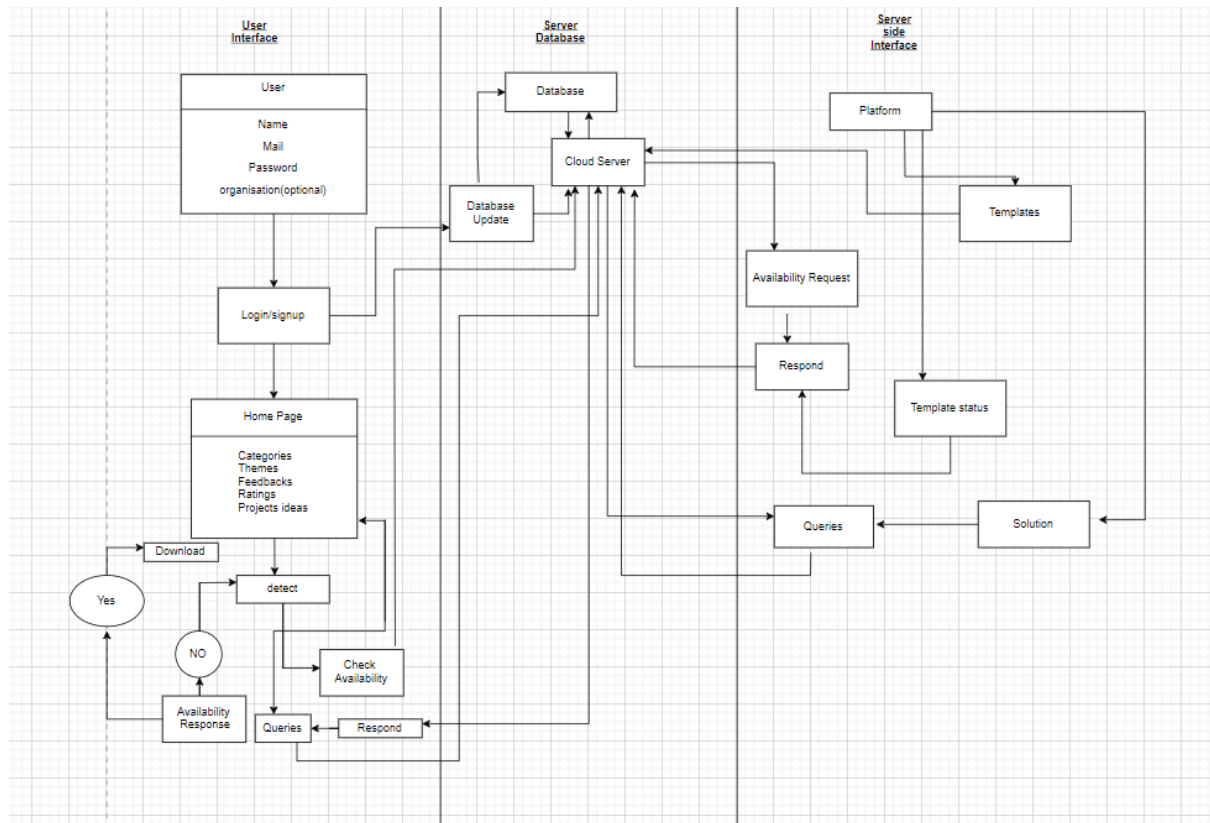 User
Interface
Server
Database
Server
side
Interface
User
Name
Mail
Password
organisation(optional)
Database
Platform
Cloud Server
Database
Update
Templates
Availability Request
Login/signup
Respond
Template status
Home Page
Categories
Themes
Feedbacks
Ratings
Projects ideas
Queries
Solution
Download
detect
Yes
NO
Check
Availability
Availability
Response
Queries
Respond